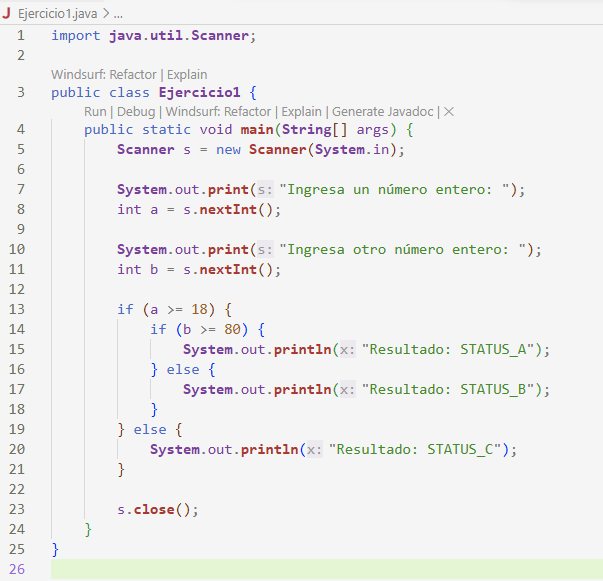 J Ejercicio1.java > ...
1 import java.util.Scanner;
2
Windsurf: Refactor | Explain
3 public class Ejercicio1 {
Run | Debug | Windsurf: Refactor | Explain | Generate Javadoc | ×
4 public static void main(String[] args) {
5 Scanner s = new Scanner(System.in);
6
7 System.out.print(s: "Ingresa un número entero: ");
8 int a = s.nextInt();
9
10 System.out.print(s: "Ingresa otro número entero: ");
11 int b = s.nextInt();
12
13 if (a >= 18) {
14 if (b >= 80) {
15 System.out.println(x: "Resultado: STATUS_A");
16 } else {
17 System.out.println(x: "Resultado: STATUS_B");
18 }
19 } else {
20 System.out.println(x: "Resultado: STATUS_C");
21 }
22
23 s.close();
24 }
25 }
26